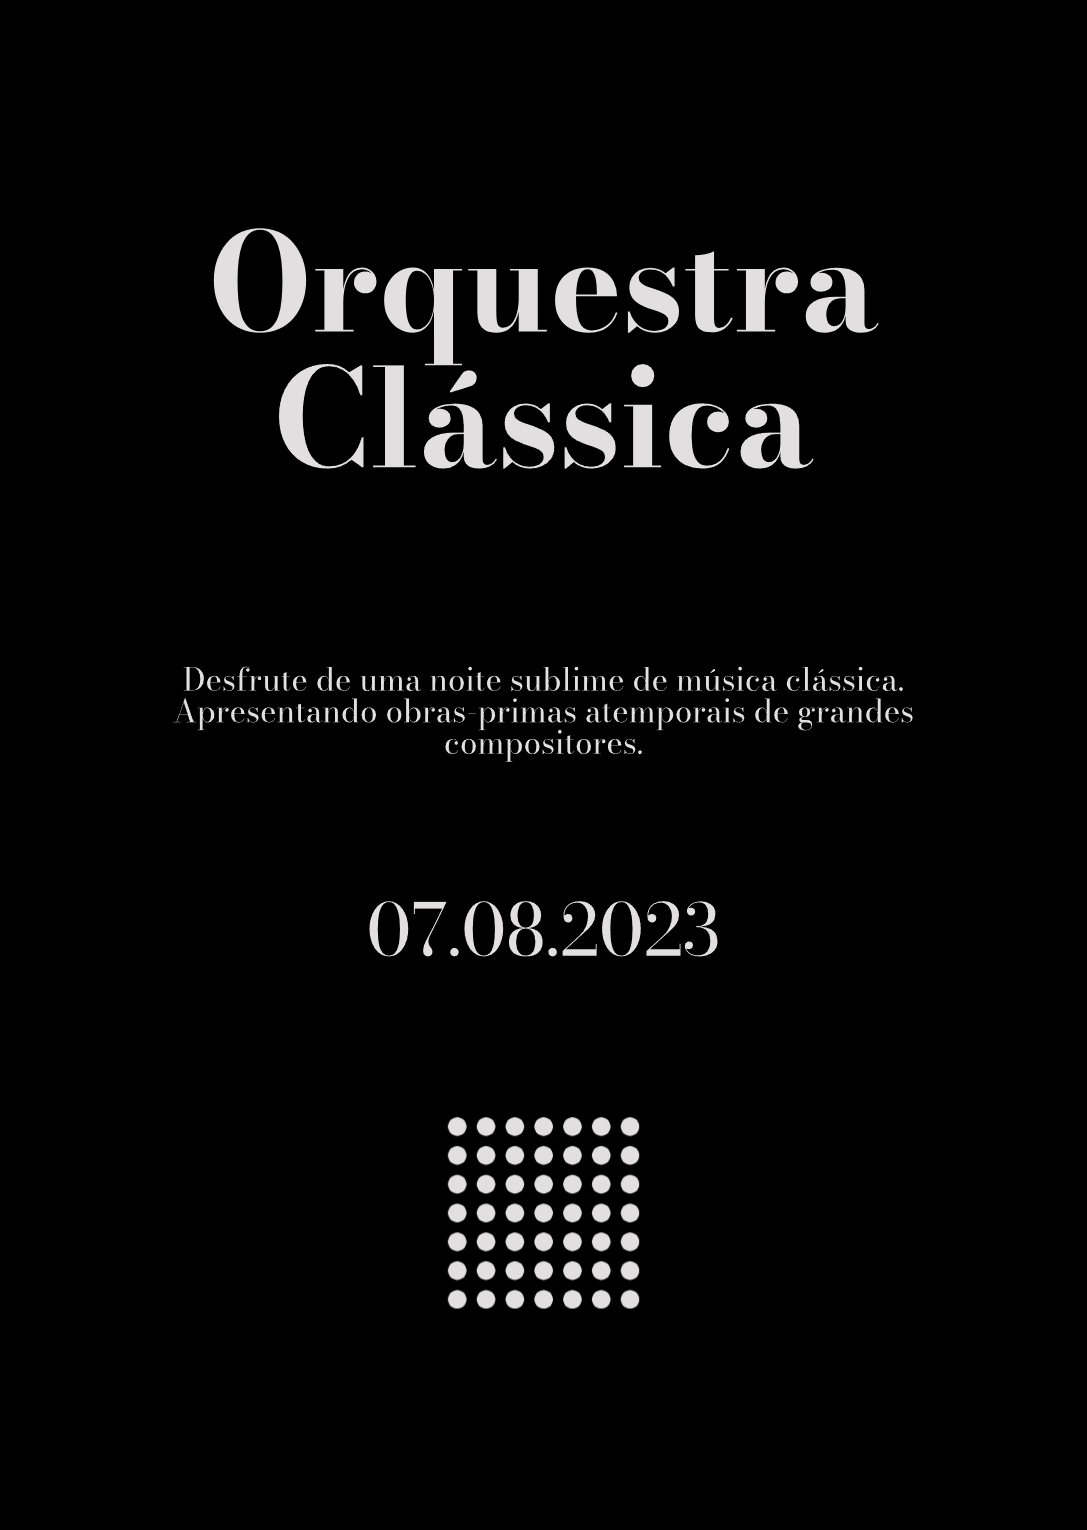 Orquestra
Clássica
Desfrute de uma noite sublime de música clássica.
Apresentando obras-primas atemporais de grandes
compositores.
07.08.2023